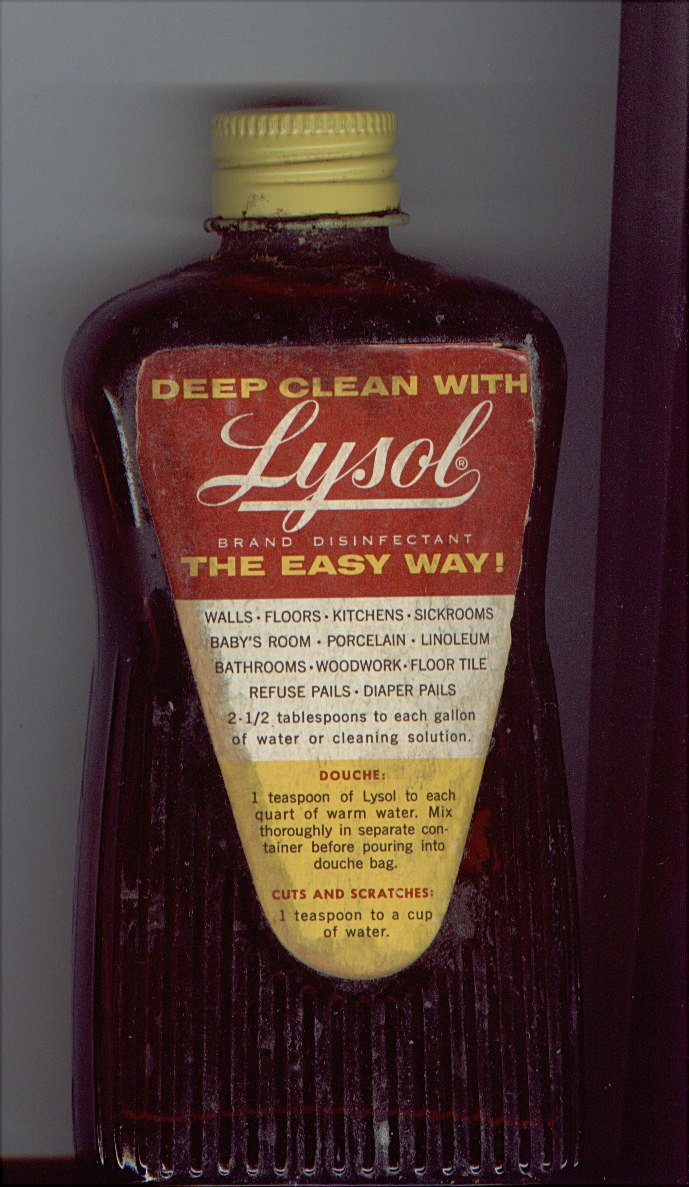 DEEP CLEAN WITH
Lysol®
BRAND DISINFECTANT
THE EASY WAY!
WALLS • FLOORS • KITCHENS • SICKROOMS
BABY'S ROOM • PORCELAIN • LINOLEUM
BATHROOMS • WOODWORK • FLOOR TILE
REFUSE PAILS • DIAPER PAILS
2-1/2 tablespoons to each gallon
of water or cleaning solution.
DOUCHE:
1 teaspoon of Lysol to each
quart of warm water. Mix
thoroughly in separate con-
tainer before pouring into
douche bag.
CUTS AND SCRATCHES:
1 teaspoon to a cup
of water.